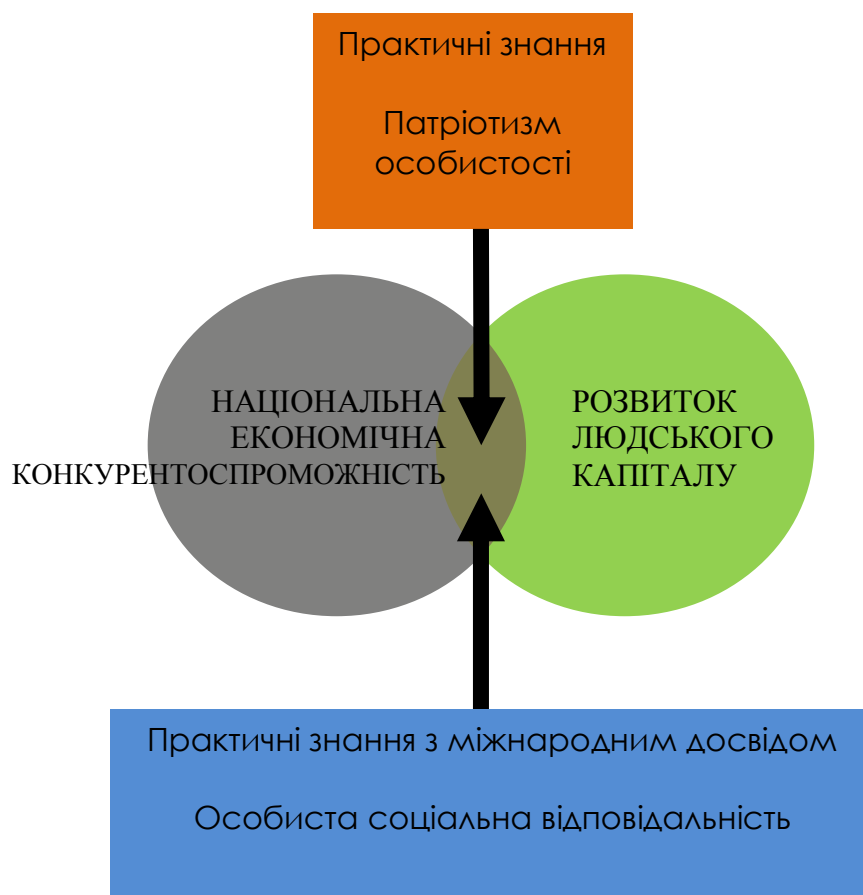 Практичні знання
Патріотизм
особистості
НАЦІОНАЛЬНА
ЕКОНОМІЧНА
КОНКУРЕНТОСПРОМОЖНІСТЬ
РОЗВИТОК
ЛЮДСЬКОГО
КАПІТАЛУ
Практичні знання з міжнародним досвідом
Особиста соціальна відповідальність